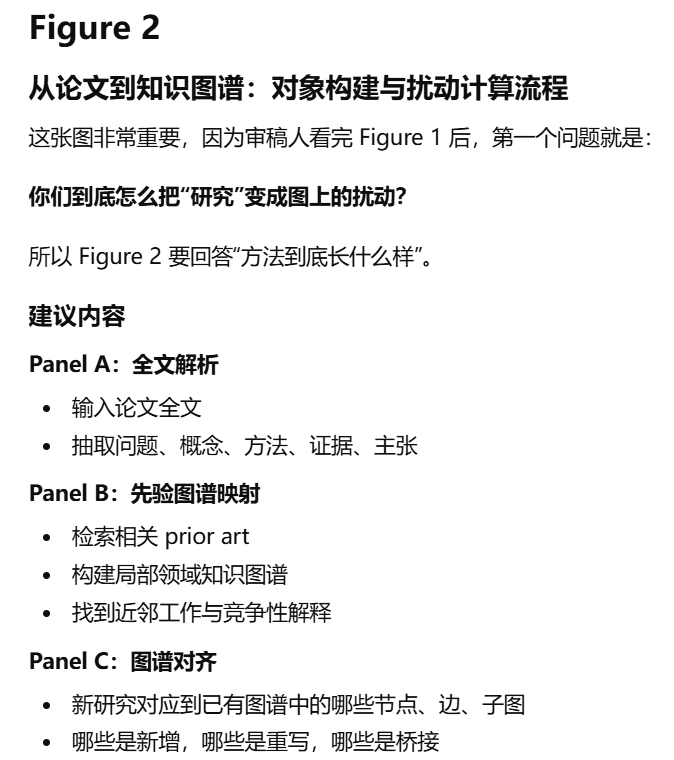 Figure 2
从论文到知识图谱：对象构建与扰动计算流程
这张图非常重要，因为审稿人看完 Figure 1 后，第一个问题就是：
你们到底怎么把“研究”变成图上的扰动？
所以 Figure 2 要回答“方法到底长什么样”。
建议内容
Panel A：全文解析
• 输入论文全文
• 抽取问题、概念、方法、证据、主张
Panel B：先验图谱映射
• 检索相关 prior art
• 构建局部领域知识图谱
• 找到近邻工作与竞争性解释
Panel C：图谱对齐
• 新研究对应到已有图谱中的哪些节点、边、子图
• 哪些是新增，哪些是重写，哪些是桥接